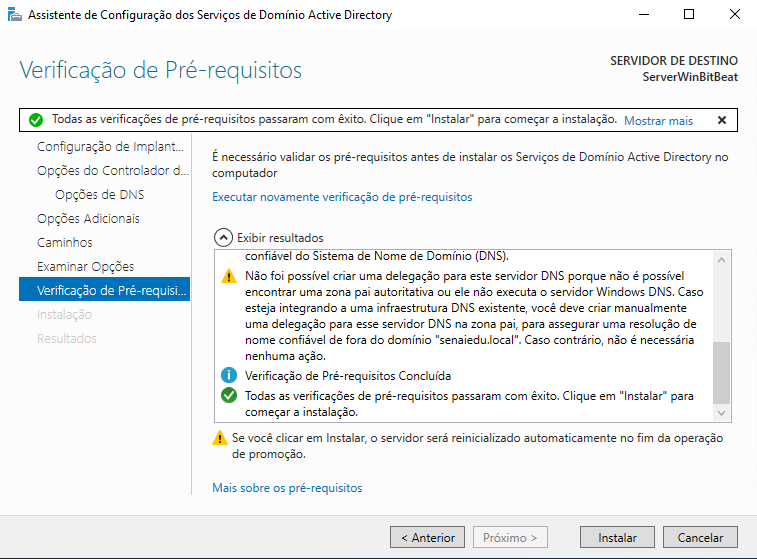 Assistente de Configuração dos Serviços de Domínio Active Directory
Verificação de Pré-requisitos
SERVIDOR DE DESTINO
ServerWinBitBeat
Todas as verificações de pré-requisitos passaram com êxito. Clique em "Instalar" para começar a instalação. Mostrar mais
Configuração de Implant...
Opções do Controlador d...
Opções de DNS
Opções Adicionais
Caminhos
Examinar Opções
Verificação de Pré-requisi...
Instalação
Resultados
É necessário validar os pré-requisitos antes de instalar os Serviços de Domínio Active Directory no
computador
Executar novamente verificação de pré-requisitos
Exibir resultados
confiável do Sistema de Nome de Domínio (DNS).
Não foi possível criar uma delegação para este servidor DNS porque não é possível
encontrar uma zona pai autoritativa ou ele não executa o servidor Windows DNS. Caso
esteja integrando a uma infraestrutura DNS existente, você deve criar manualmente
uma delegação para esse servidor DNS na zona pai, para assegurar uma resolução de
nome confiável de fora do domínio "senaiedu.local". Caso contrário, não é necessária
nenhuma ação.
Verificação de Pré-requisitos Concluída
Todas as verificações de pré-requisitos passaram com êxito. Clique em "Instalar" para
começar a instalação.
Se você clicar em Instalar, o servidor será reinicializado automaticamente no fim da operação
de promoção.
Mais sobre os pré-requisitos
< Anterior
Próximo >
Instalar
Cancelar